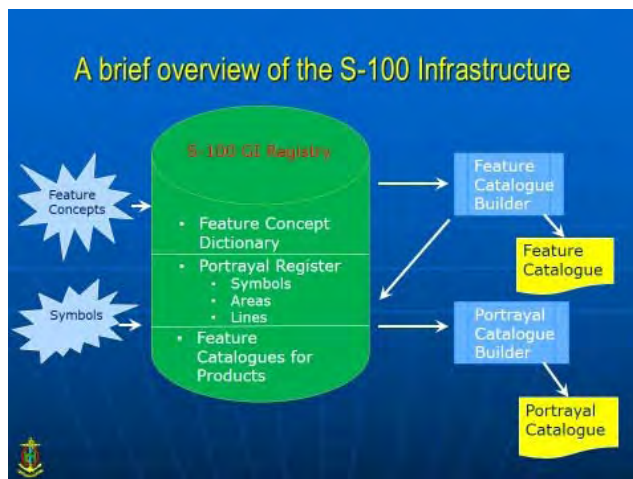 A brief overview of the S-100 Infrastructure
S-100 GI Registry
Feature
Concepts
Symbols
• Feature Concept
Dictionary
• Portrayal Register
• Symbols
• Areas
• Lines
• Feature
Catalogues for
Products
Feature
Catalogue
Builder
Feature
Catalogue
Portrayal
Catalogue
Builder
Portrayal
Catalogue